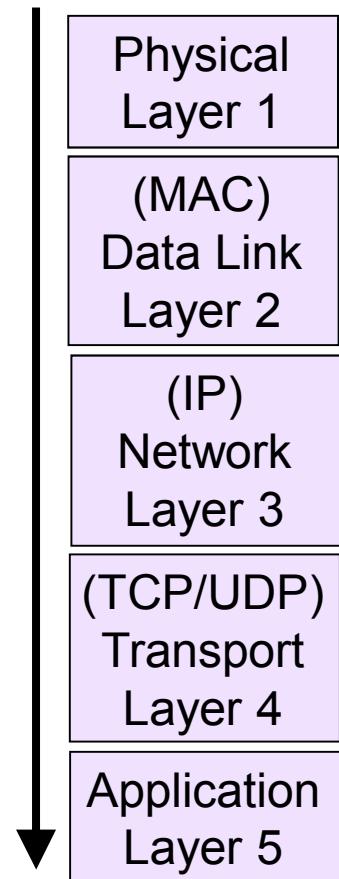 Physical
Layer 1
(MAC)
Data Link
Layer 2
(IP)
Network
Layer 3
(TCP/UDP)
Transport
Layer 4
Application
Layer 5